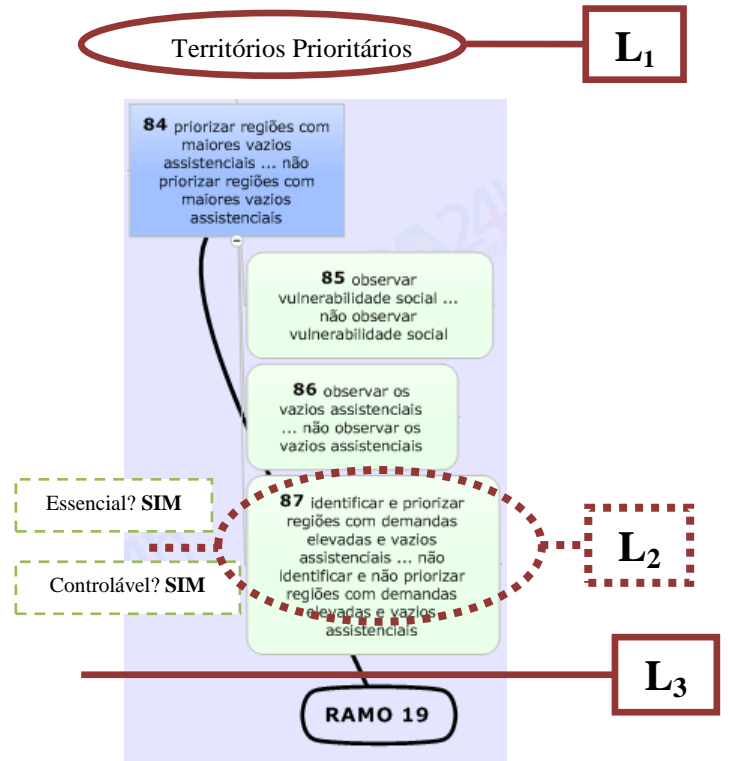 Territórios Prioritários
L1
84 priorizar regiões com
maiores vazios
assistenciais ... não
priorizar regiões com
maiores vazios
assistenciais
85 observar
vulnerabilidade social ...
não observar
vulnerabilidade social
86 observar os
vazios assistenciais
... não observar os
vazios assistenciais
Essencial? SIM
Controlável? SIM
87 identificar e priorizar
regiões com demandas
elevadas e vazios
assistenciais ... não
identificar e não priorizar
regiões com demandas
elevadas e vazios
assistenciais
L2
L3
RAMO 19